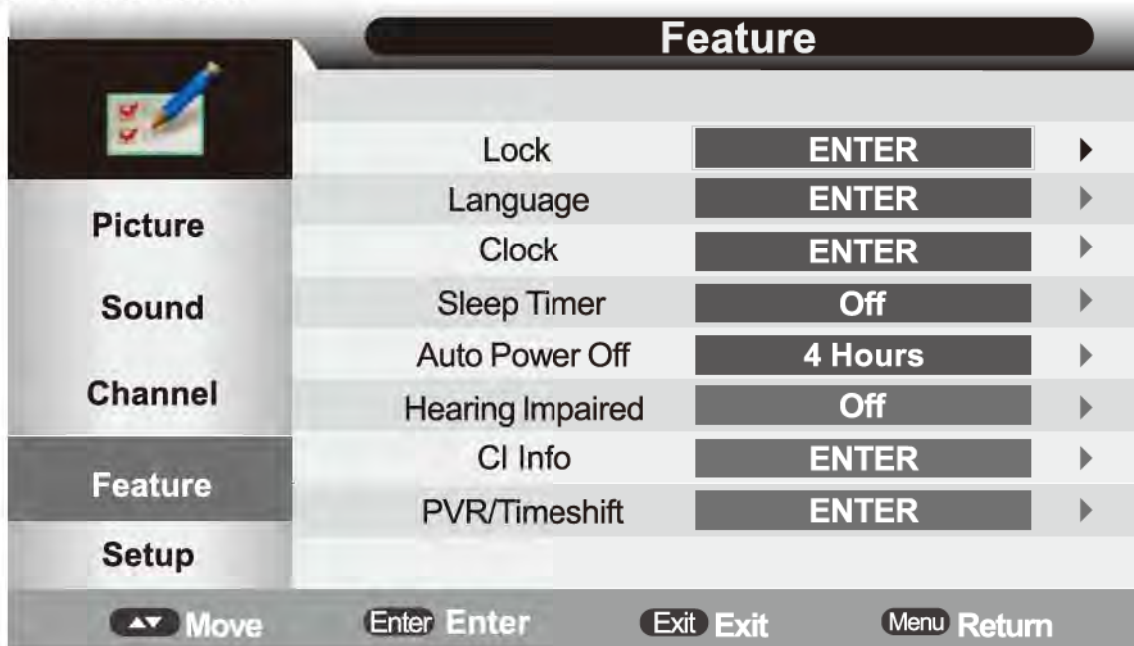 Feature
Lock ENTER
Language ENTER
Clock ENTER
Sleep Timer Off
Auto Power Off 4 Hours
Hearing Impaired Off
CI Info ENTER
PVR/Timeshift ENTER
Picture
Sound
Channel
Feature
Setup
Move Enter Enter Exit Exit Menu Return